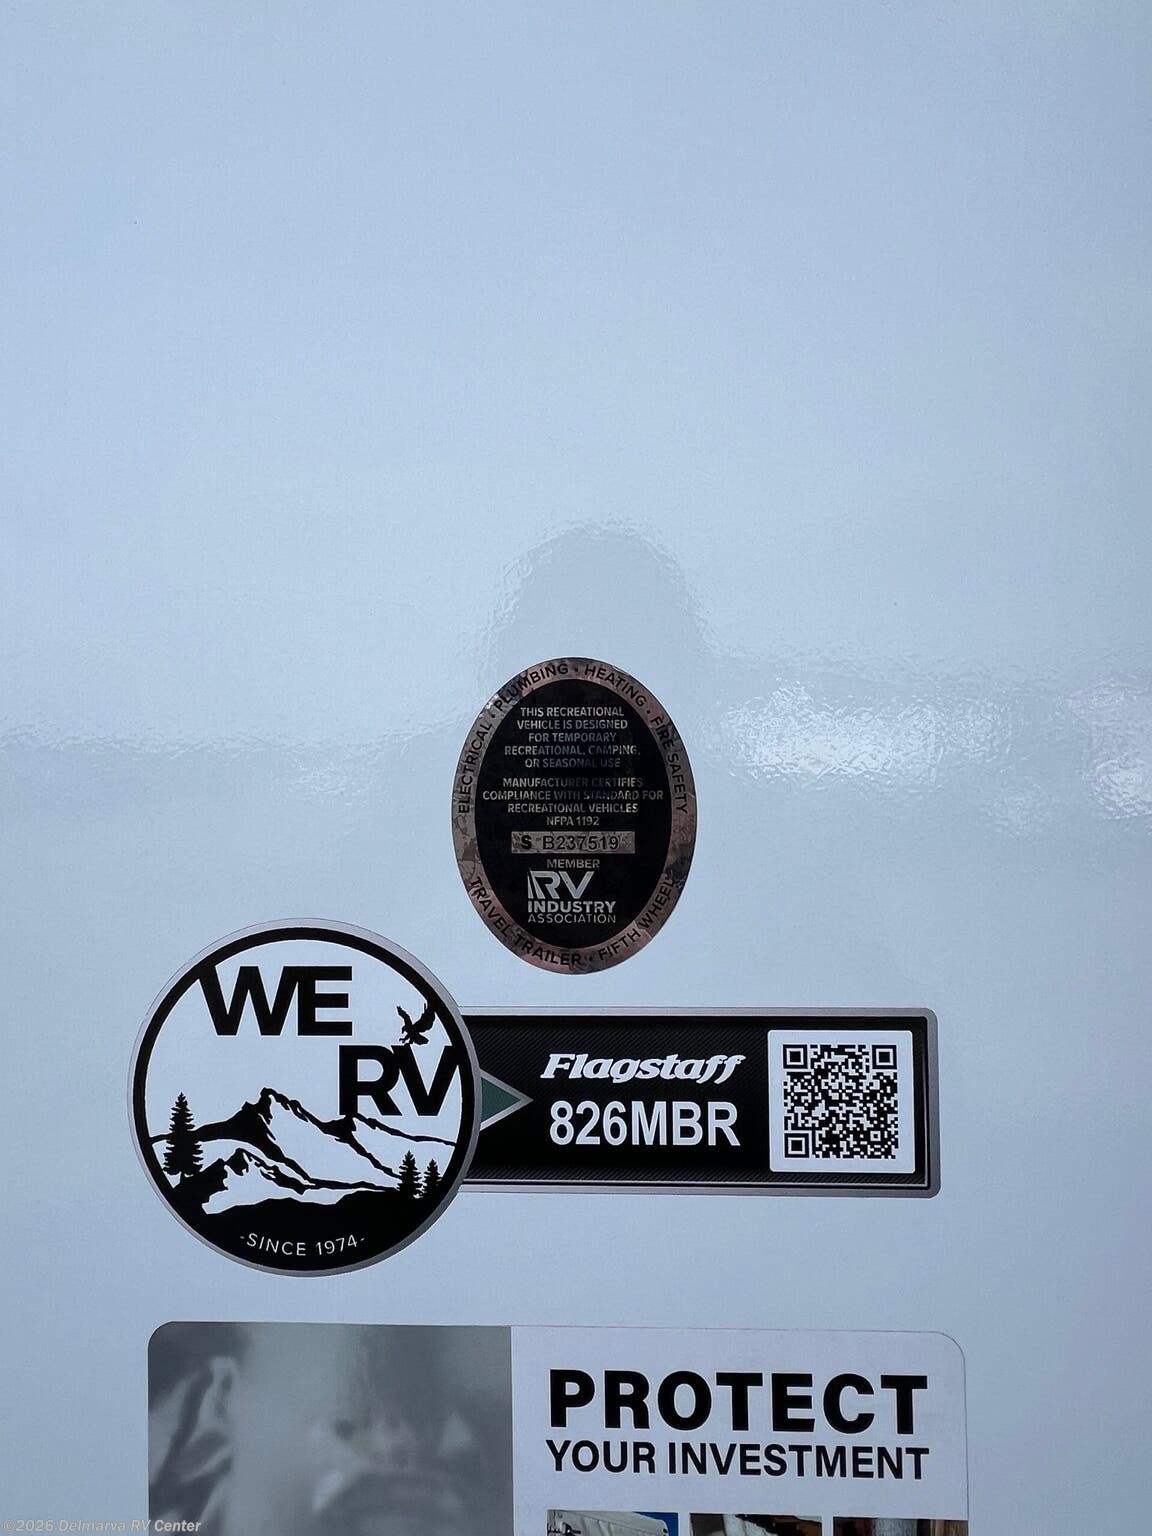 ELECTRICAL • PLUMBING • HEATING • FIRE SAFETY
THIS RECREATIONAL
VEHICLE IS DESIGNED
FOR TEMPORARY
RECREATIONAL, CAMPING,
OR SEASONAL USE
MANUFACTURER CERTIFIES
COMPLIANCE WITH STANDARD FOR
RECREATIONAL VEHICLES
NFPA 1192
S B237519
MEMBER
RV
INDUSTRY
ASSOCIATION
TRAVEL TRAILER • FIFTH WHEEL
WE
RV
-SINCE 1974-
Flagstaff
826MBR
PROTECT
YOUR INVESTMENT
©2026 Delmarva RV Center